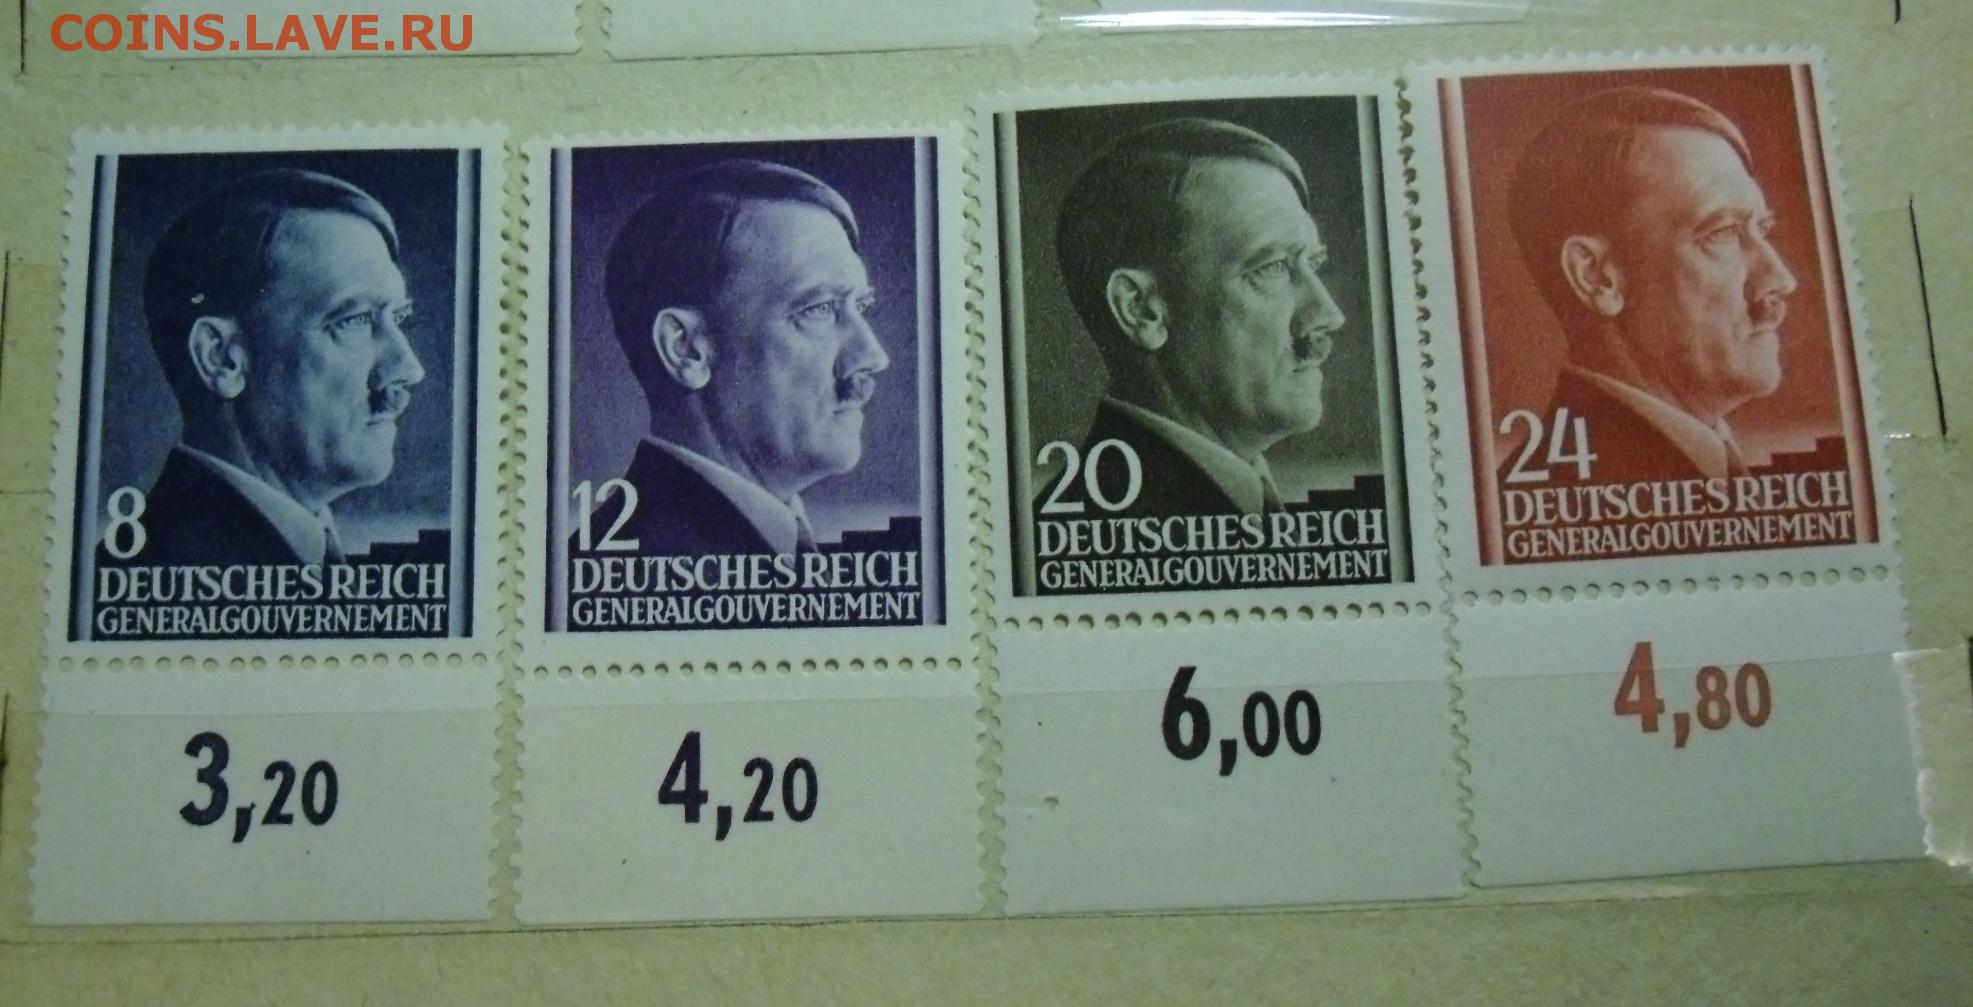 COINS.LAVE.RU
8
DEUTSCHES REICH
GENERALGOUVERNEMENT
3,20
12
DEUTSCHES REICH
GENERALGOUVERNEMENT
4,20
20
DEUTSCHES REICH
GENERALGOUVERNEMENT
6,00
24
DEUTSCHES REICH
GENERALGOUVERNEMENT
4,80